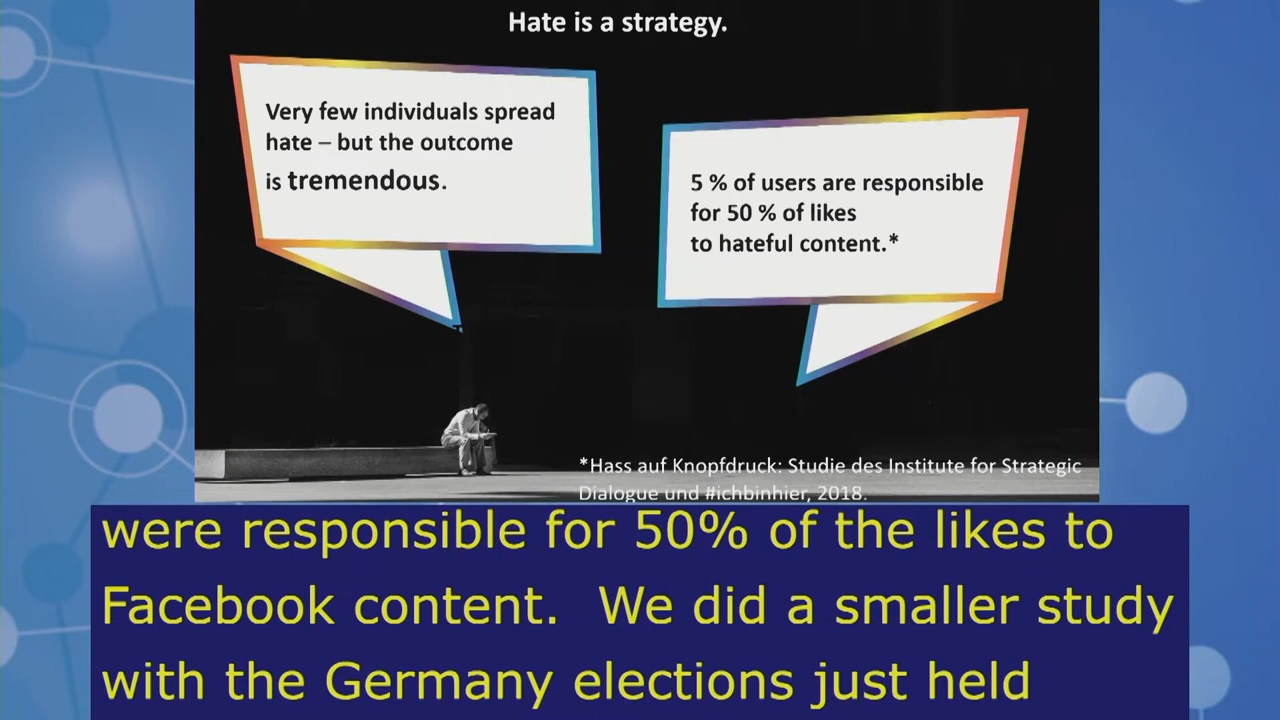 Hate is a strategy.
Very few individuals spread
hate – but the outcome
is tremendous.
5 % of users are responsible
for 50 % of likes
to hateful content.*
*Hass auf Knopfdruck: Studie des Institute for Strategic
Dialogue und #ichbinhier, 2018.
were responsible for 50% of the likes to
Facebook content.  We did a smaller study
with the Germany elections just held